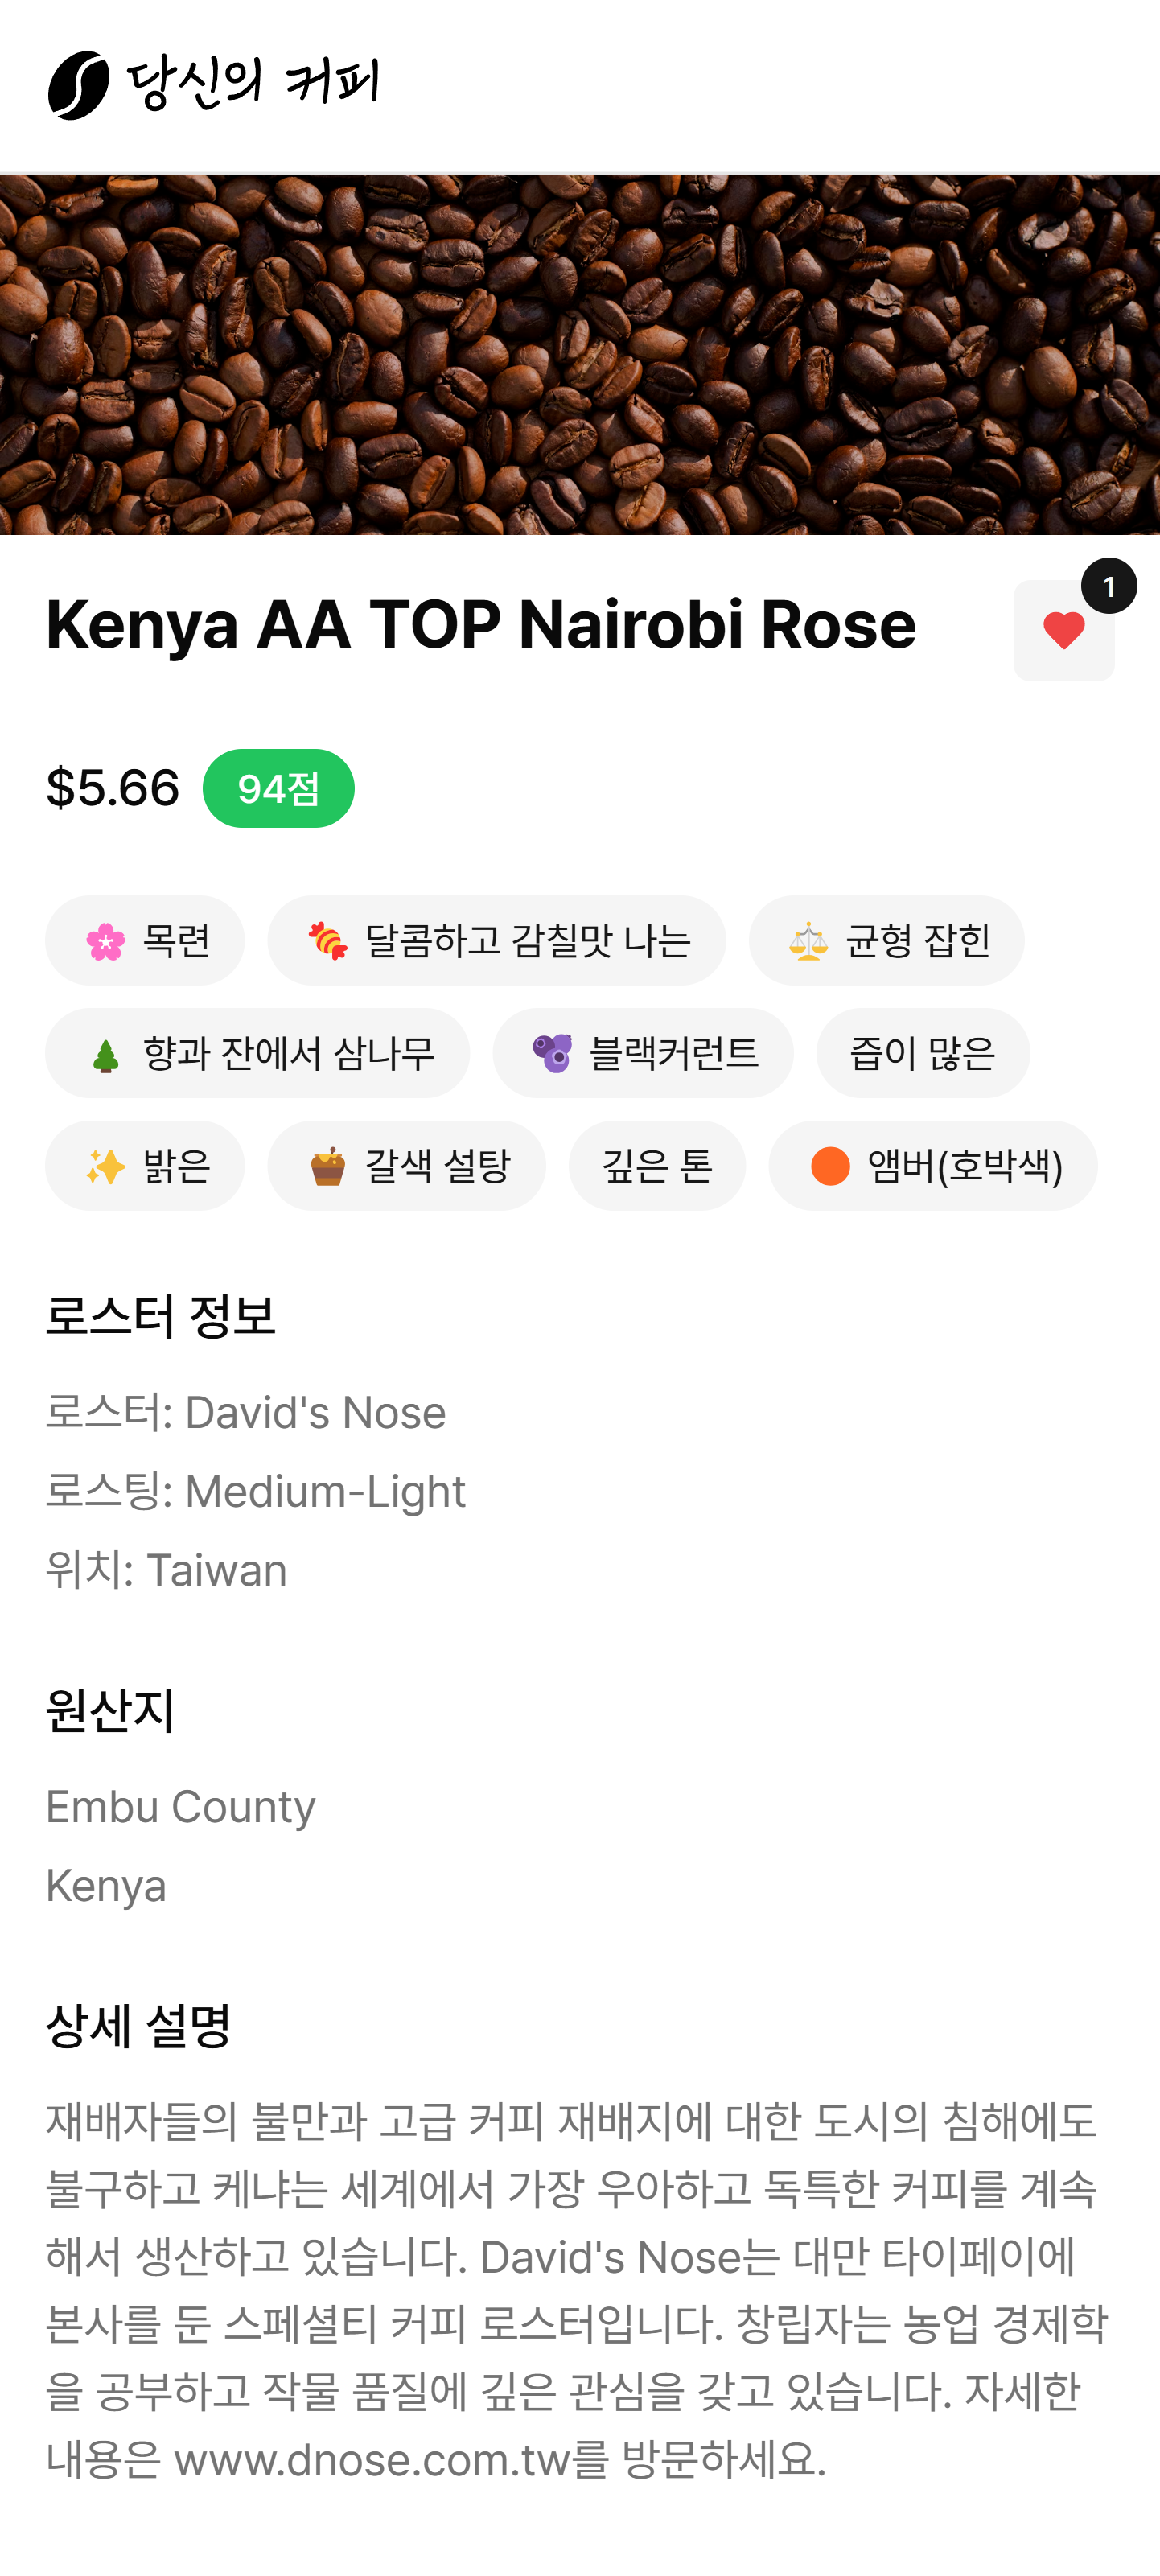 당신의 커피
Kenya AA TOP Nairobi Rose
1
$5.66 94점
목련 달콤하고 감칠맛 나는 균형 잡힌
향과 잔에서 삼나무 블랙커런트 즙이 많은
밝은 갈색 설탕 깊은 톤 앰버(호박색)
로스터 정보
로스터: David's Nose
로스팅: Medium-Light
위치: Taiwan
원산지
Embu County
Kenya
상세 설명
재배자들의 불만과 고급 커피 재배지에 대한 도시의 침해에도
불구하고 케냐는 세계에서 가장 우아하고 독특한 커피를 계속
해서 생산하고 있습니다. David's Nose는 대만 타이페이에
본사를 둔 스페셜티 커피 로스터입니다. 창립자는 농업 경제학
을 공부하고 작물 품질에 깊은 관심을 갖고 있습니다. 자세한
내용은 www.dnose.com.tw를 방문하세요.